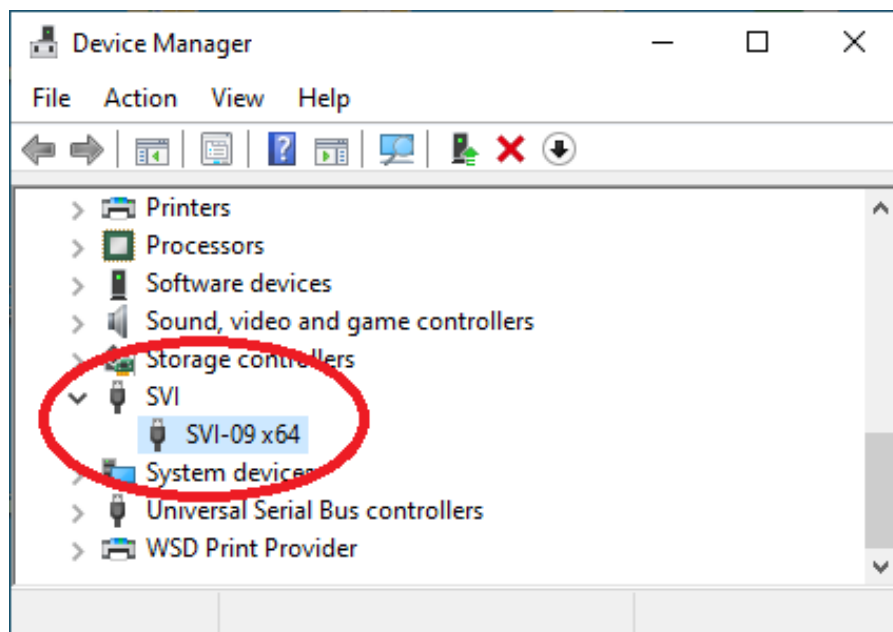 Device Manager
File Action View Help
Printers
Processors
Software devices
Sound, video and game controllers
Storage controllers
SVI
SVI-09 x64
System devices
Universal Serial Bus controllers
WSD Print Provider